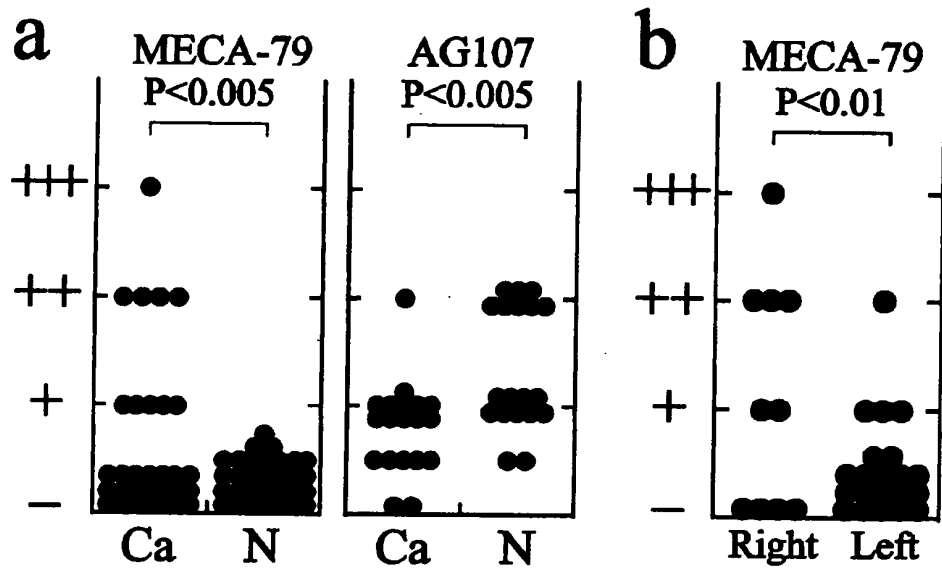 a
MECA-79
P<0.005
AG107
P<0.005
+++
++
+
−
Ca N
Ca N
b
MECA-79
P<0.01
+++
++
+
−
Right Left